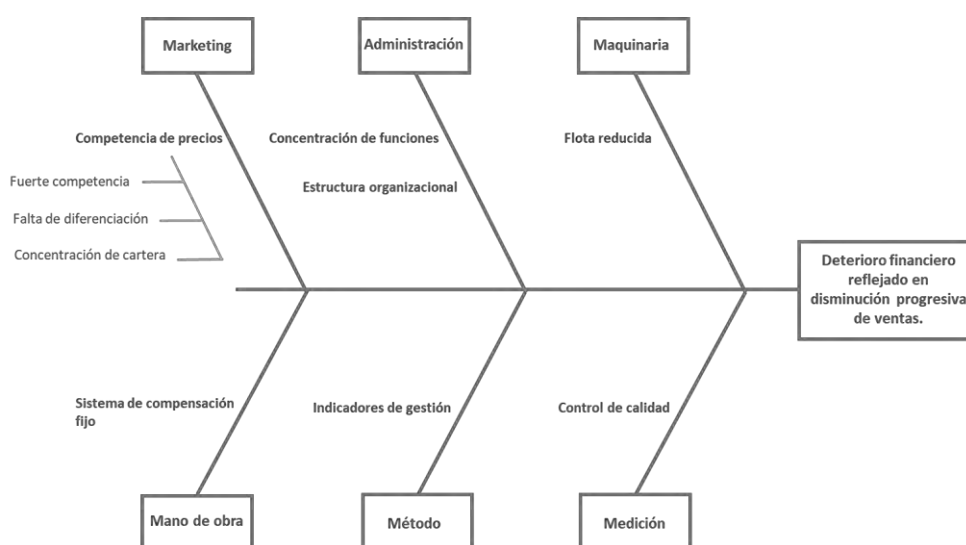 Marketing
Administración
Maquinaria
Competencia de precios
Concentración de funciones
Flota reducida
Fuerte competencia
Estructura organizacional
Falta de diferenciación
Concentración de cartera
Deterioro financiero
reflejado en
disminución progresiva
de ventas.
Sistema de compensación
fijo
Indicadores de gestión
Control de calidad
Mano de obra
Método
Medición